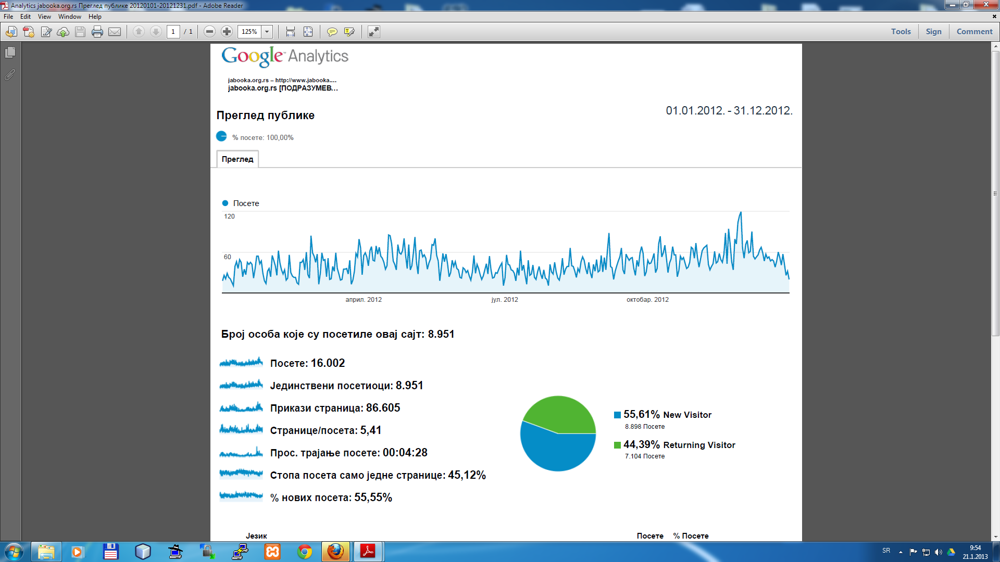 Analytics jabooka.org.rs Преглед публике 20120101-20121231.pdf - Adobe Reader
File Edit View Window Help
1 / 1 125% Tools Sign Comment
Google Analytics
jabooka.org.rs – http://www.jabooka....
jabooka.org.rs [ПОДРАЗУМЕВ...
Преглед публике
01.01.2012. - 31.12.2012.
% посете: 100,00%
Преглед
Посете
120
60
април. 2012 јул. 2012 октобар. 2012
Број особа које су посетиле овај сајт: 8.951
Посете: 16.002
Јединствени посетиоци: 8.951
Прикази страница: 86.605
Странице/посета: 5,41
Прос. трајање посете: 00:04:28
Стопа посета само једне странице: 45,12%
% нових посета: 55,55%
55,61% New Visitor
8.898 Посете
44,39% Returning Visitor
7.104 Посете
Језик Посете % Посете
SR 9:54
21.1.2013